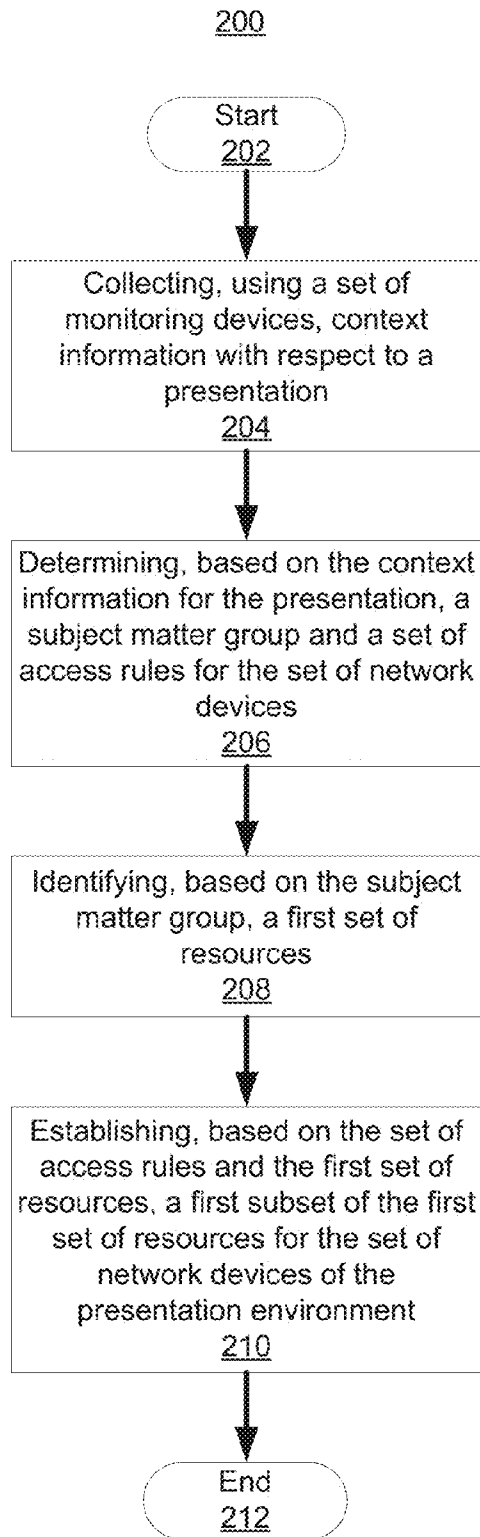 200
Start
202
Collecting, using a set of
monitoring devices, context
information with respect to a
presentation
204
Determining, based on the context
information for the presentation, a
subject matter group and a set of
access rules for the set of network
devices
206
Identifying, based on the subject
matter group, a first set of
resources
208
Establishing, based on the set of
access rules and the first set of
resources, a first subset of the first
set of resources for the set of
network devices of the
presentation environment
210
End
212